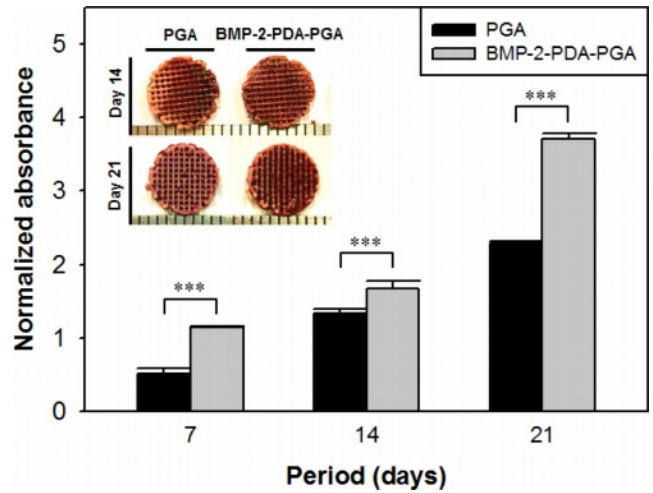 PGA
BMP-2-PDA-PGA
PGA BMP-2-PDA-PGA
Day 14
Day 21
***
***
***
Normalized absorbance
5
4
3
2
1
0
7 14 21
Period (days)